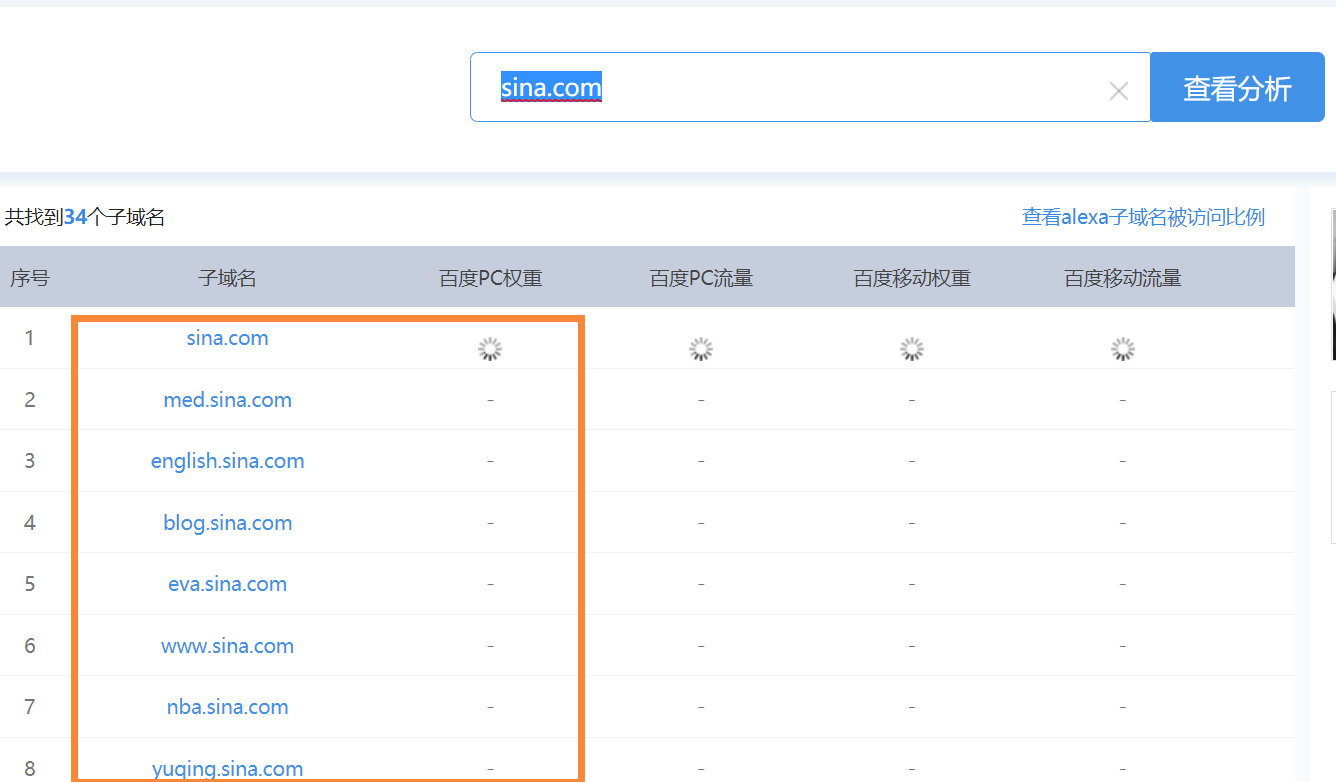 sina.com
查看分析
共找到34个子域名
查看alexa子域名被访问比例
序号 子域名 百度PC权重 百度PC流量 百度移动权重 百度移动流量
1 sina.com
2 med.sina.com - - - -
3 english.sina.com - - - -
4 blog.sina.com - - - -
5 eva.sina.com - - - -
6 www.sina.com - - - -
7 nba.sina.com - - - -
8 yuqing.sina.com - - - -